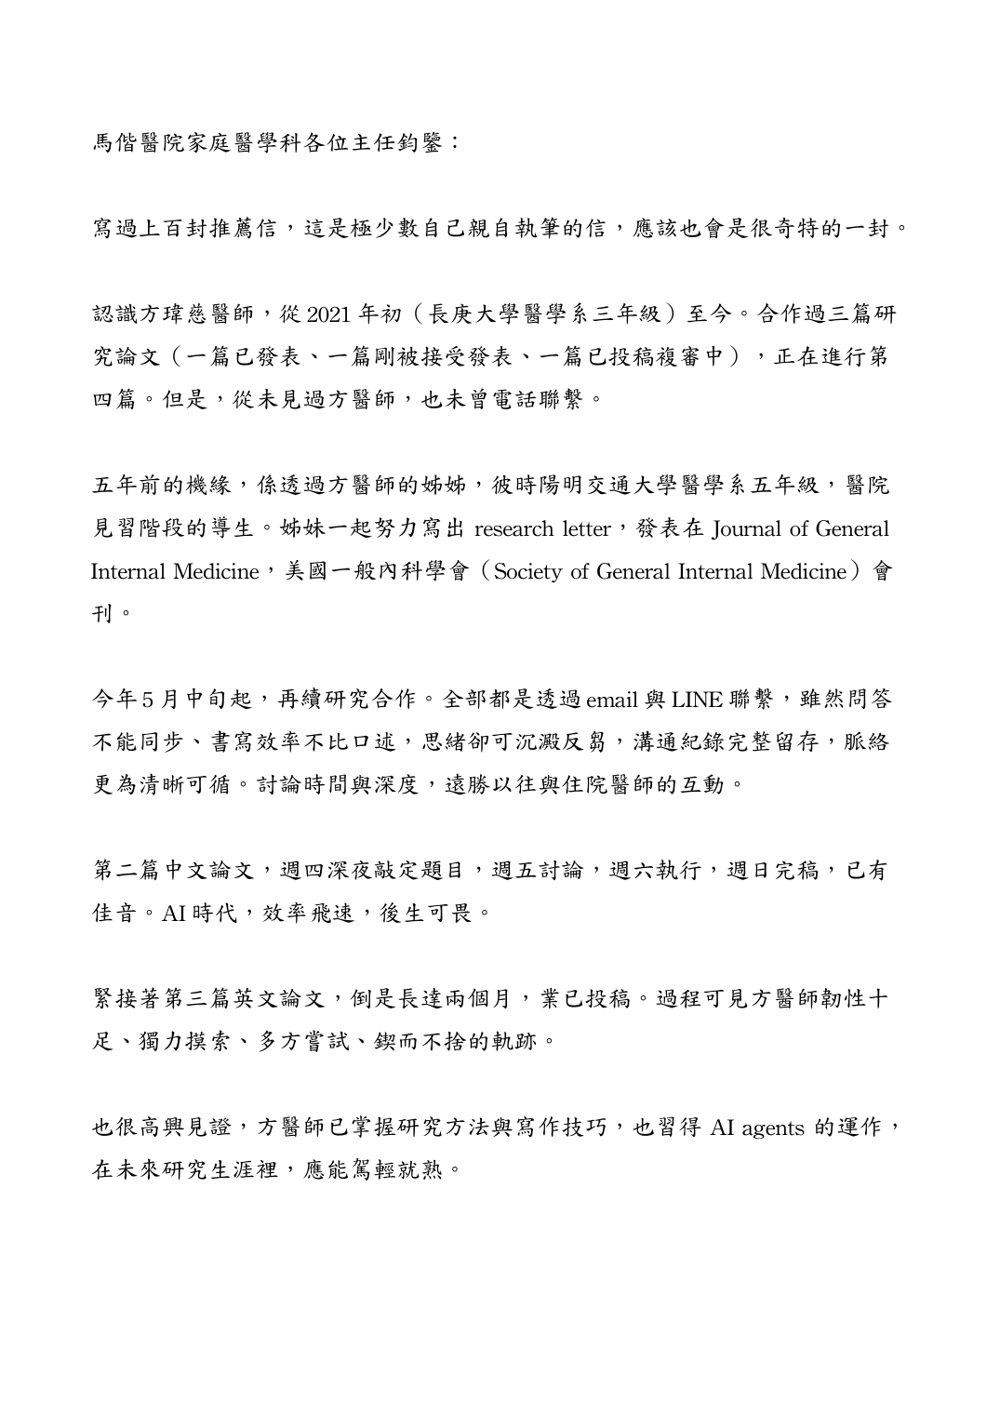 馬偕醫院家庭醫學科各位主任鈞鑒：
寫過上百封推薦信，這是極少數自己親自執筆的信，應該也會是很奇特的一封。
認識方瑋慈醫師，從 2021 年初（長庚大學醫學系三年級）至今。合作過三篇研
究論文（一篇已發表、一篇剛被接受發表、一篇已投稿複審中），正在進行第
四篇。但是，從未見過方醫師，也未曾電話聯繫。
五年前的機緣，係透過方醫師的姊姊，彼時陽明交通大學醫學系五年級，醫院
見習階段的導生。姊妹一起努力寫出 research letter，發表在 Journal of General
Internal Medicine，美國一般內科學會（Society of General Internal Medicine）會
刊。
今年 5 月中旬起，再續研究合作。全部都是透過 email 與 LINE 聯繫，雖然問答
不能同步、書寫效率不比口述，思緒卻可沉澱反芻，溝通紀錄完整留存，脈絡
更為清晰可循。討論時間與深度，遠勝以往與住院醫師的互動。
第二篇中文論文，週四深夜敲定題目，週五討論，週六執行，週日完稿，已有
佳音。AI 時代，效率飛速，後生可畏。
緊接著第三篇英文論文，倒是長達兩個月，業已投稿。過程可見方醫師韌性十
足、獨力摸索、多方嘗試、鍥而不捨的軌跡。
也很高興見證，方醫師已掌握研究方法與寫作技巧，也習得 AI agents 的運作，
在未來研究生涯裡，應能駕輕就熟。